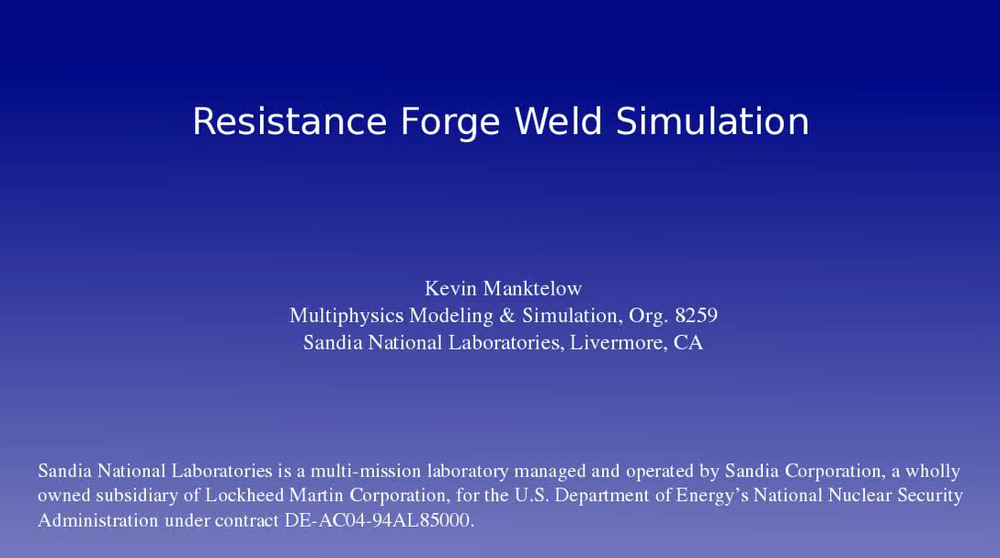 Resistance Forge Weld Simulation
Kevin Manktelow
Multiphysics Modeling & Simulation, Org. 8259
Sandia National Laboratories, Livermore, CA
Sandia National Laboratories is a multi-mission laboratory managed and operated by Sandia Corporation, a wholly
owned subsidiary of Lockheed Martin Corporation, for the U.S. Department of Energy’s National Nuclear Security
Administration under contract DE-AC04-94AL85000.